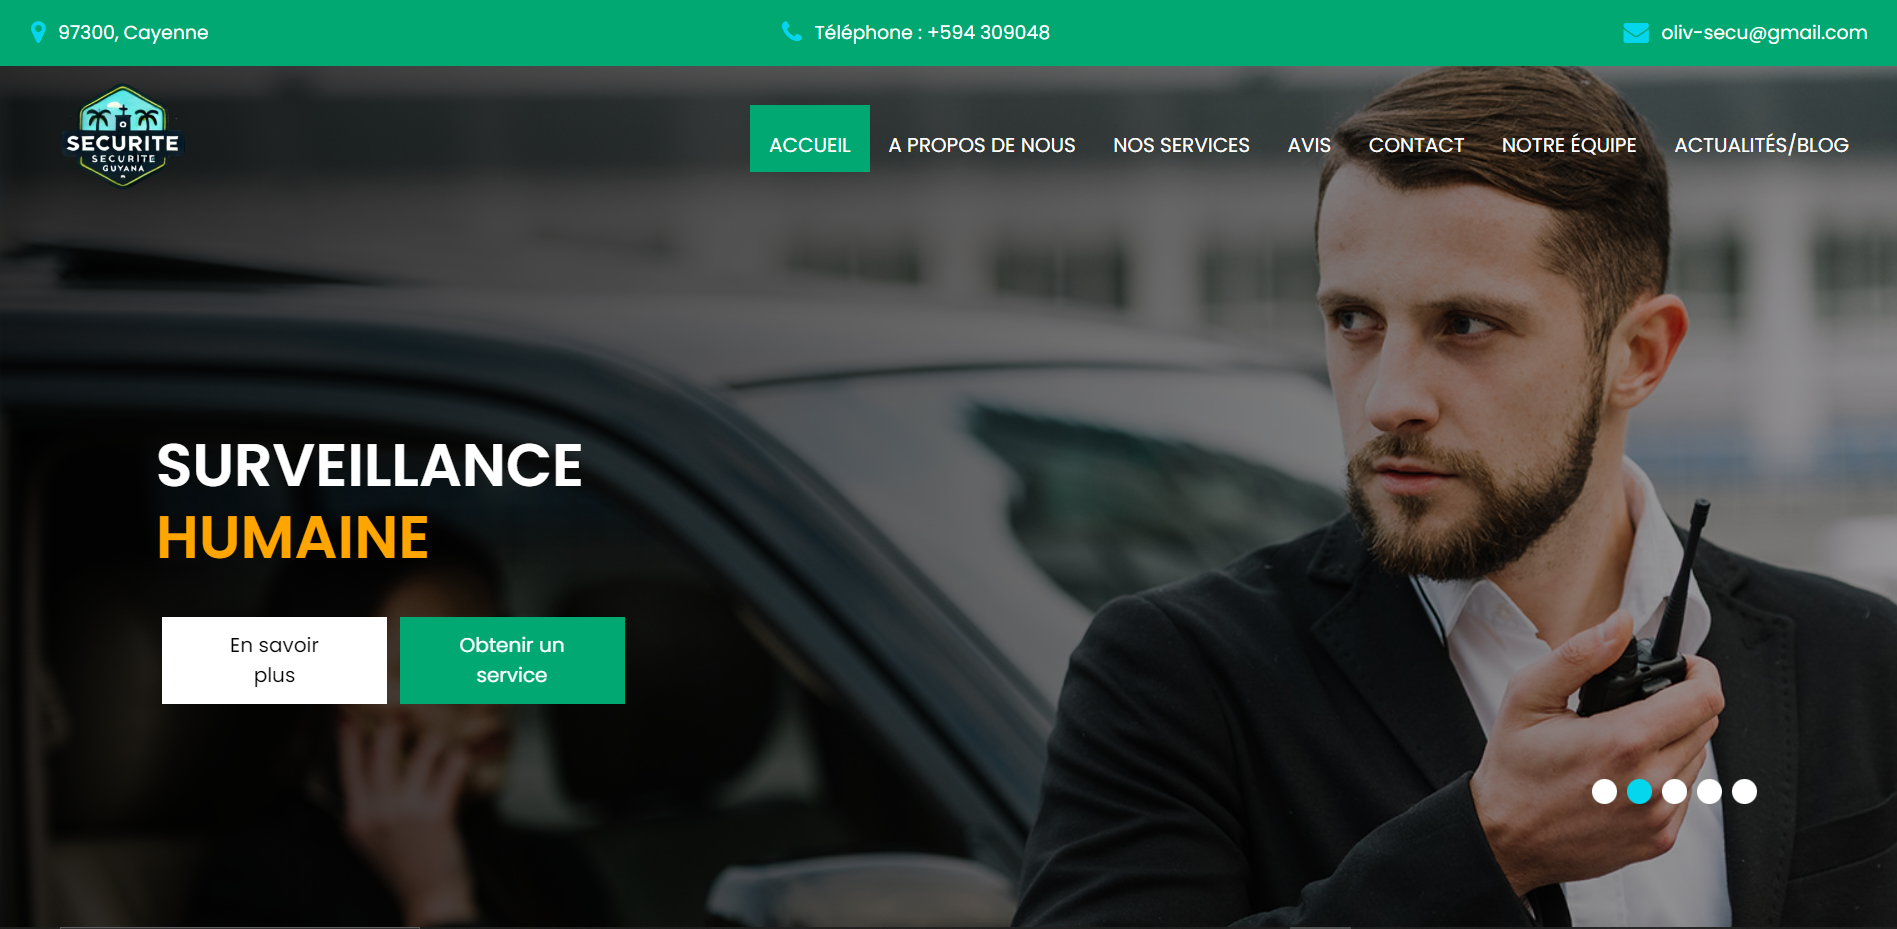 97300, Cayenne
Téléphone : +594 309048
oliv-secu@gmail.com
SECURITE
SECURITE
GUYANA
ACCUEIL
A PROPOS DE NOUS
NOS SERVICES
AVIS
CONTACT
NOTRE ÉQUIPE
ACTUALITÉS/BLOG
SURVEILLANCE
HUMAINE
En savoir
plus
Obtenir un
service